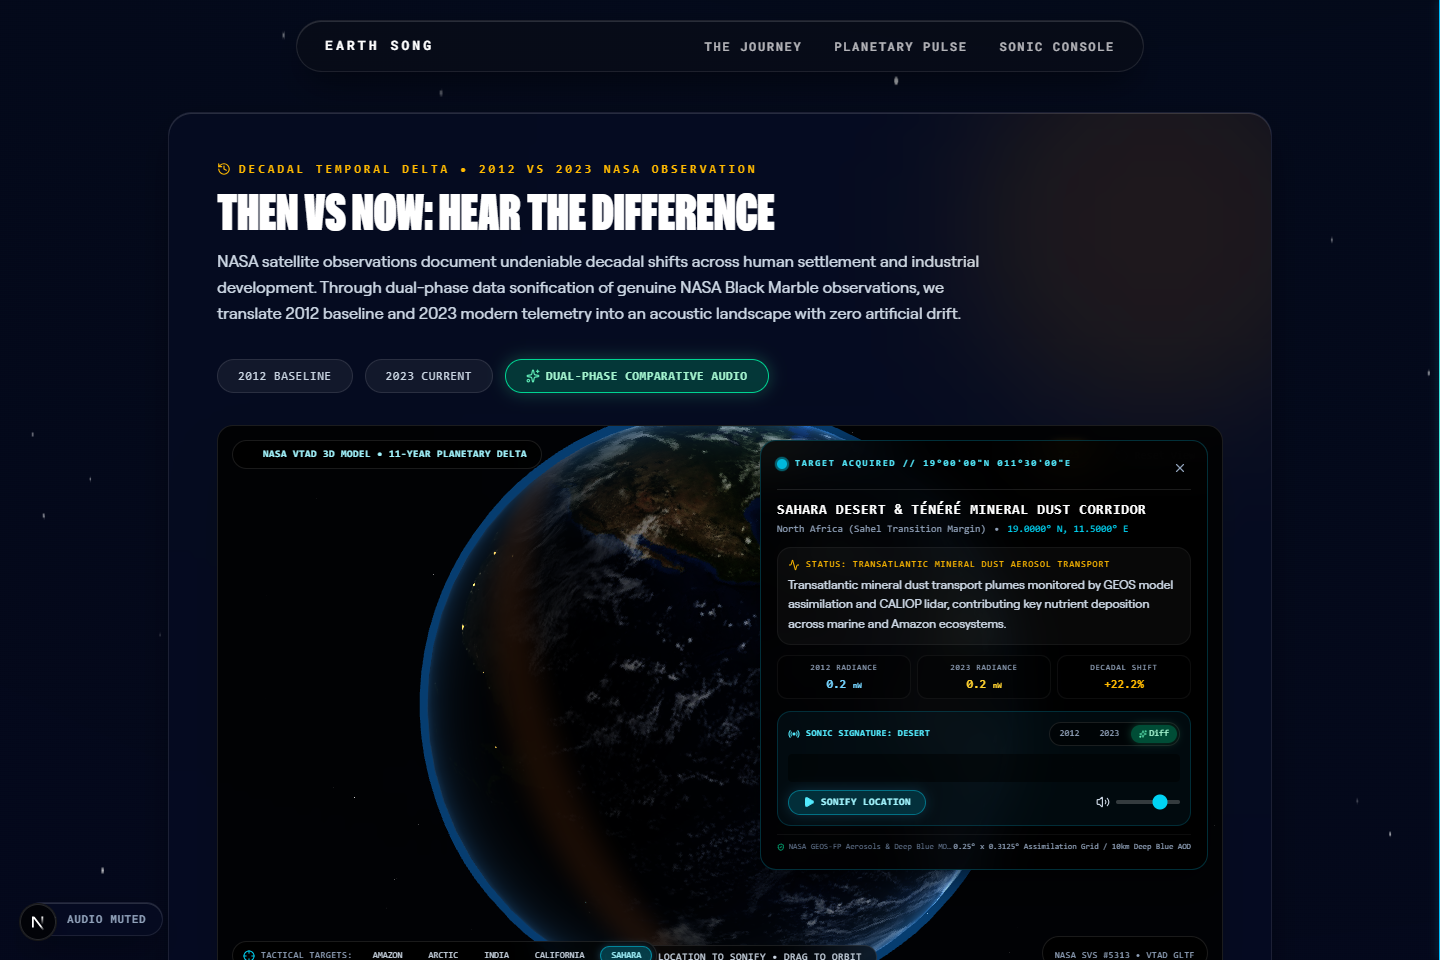 EARTH SONG
THE JOURNEY
PLANETARY PULSE
SONIC CONSOLE
DECADAL TEMPORAL DELTA • 2012 VS 2023 NASA OBSERVATION
THEN VS NOW: HEAR THE DIFFERENCE
NASA satellite observations document undeniable decadal shifts across human settlement and industrial
development. Through dual-phase data sonification of genuine NASA Black Marble observations, we
translate 2012 baseline and 2023 modern telemetry into an acoustic landscape with zero artificial drift.
2012 BASELINE
2023 CURRENT
DUAL-PHASE COMPARATIVE AUDIO
NASA VTAD 3D MODEL • 11-YEAR PLANETARY DELTA
TARGET ACQUIRED // 19°00'00"N 011°30'00"E
SAHARA DESERT & TÉNÉRÉ MINERAL DUST CORRIDOR
North Africa (Sahel Transition Margin) • 19.0000° N, 11.5000° E
STATUS: TRANSATLANTIC MINERAL DUST AEROSOL TRANSPORT
Transatlantic mineral dust transport plumes monitored by GEOS model
assimilation and CALIOP lidar, contributing key nutrient deposition
across marine and Amazon ecosystems.
2012 RADIANCE
0.2 nW
2023 RADIANCE
0.2 nW
DECADAL SHIFT
+22.2%
SONIC SIGNATURE: DESERT
2012
2023
Diff
SONIFY LOCATION
NASA GEOS-FP Aerosols & Deep Blue MO… 0.25° x 0.3125° Assimilation Grid / 10km Deep Blue AOD
N
AUDIO MUTED
TACTICAL TARGETS:
AMAZON
ARCTIC
INDIA
CALIFORNIA
SAHARA
LOCATION TO SONIFY • DRAG TO ORBIT
NASA SVS #5313 • VTAD GLTF